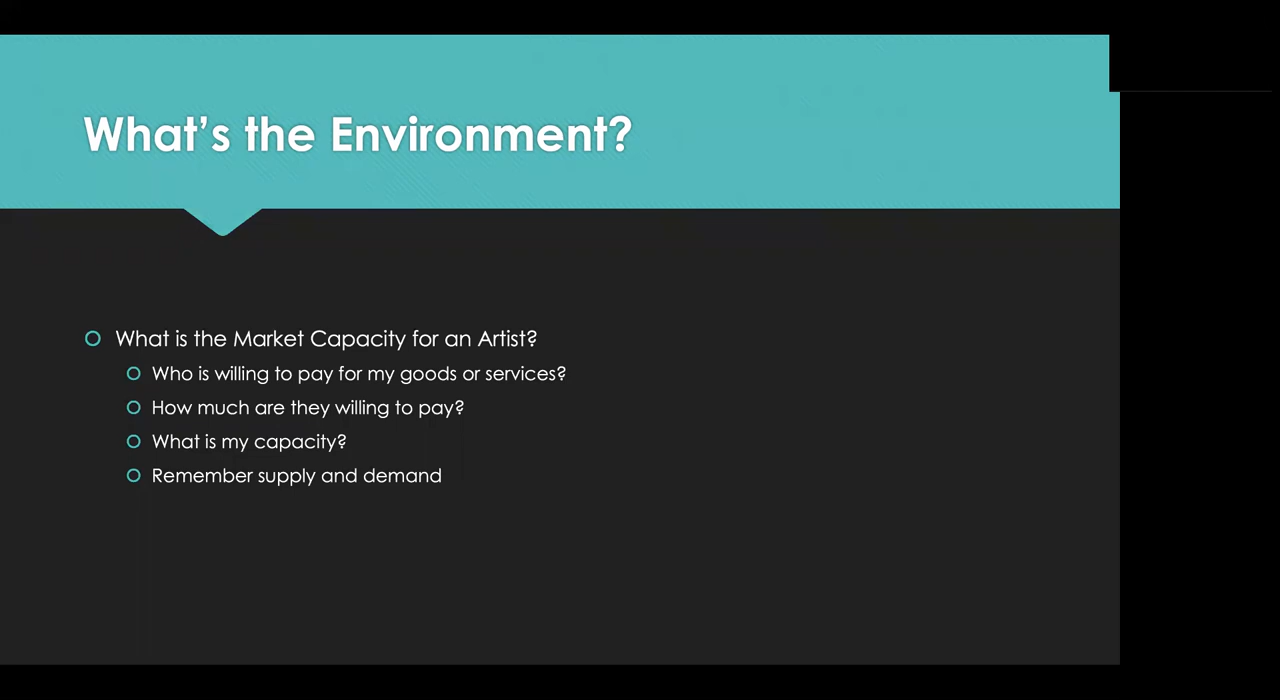 What’s the Environment?
What is the Market Capacity for an Artist?
Who is willing to pay for my goods or services?
How much are they willing to pay?
What is my capacity?
Remember supply and demand